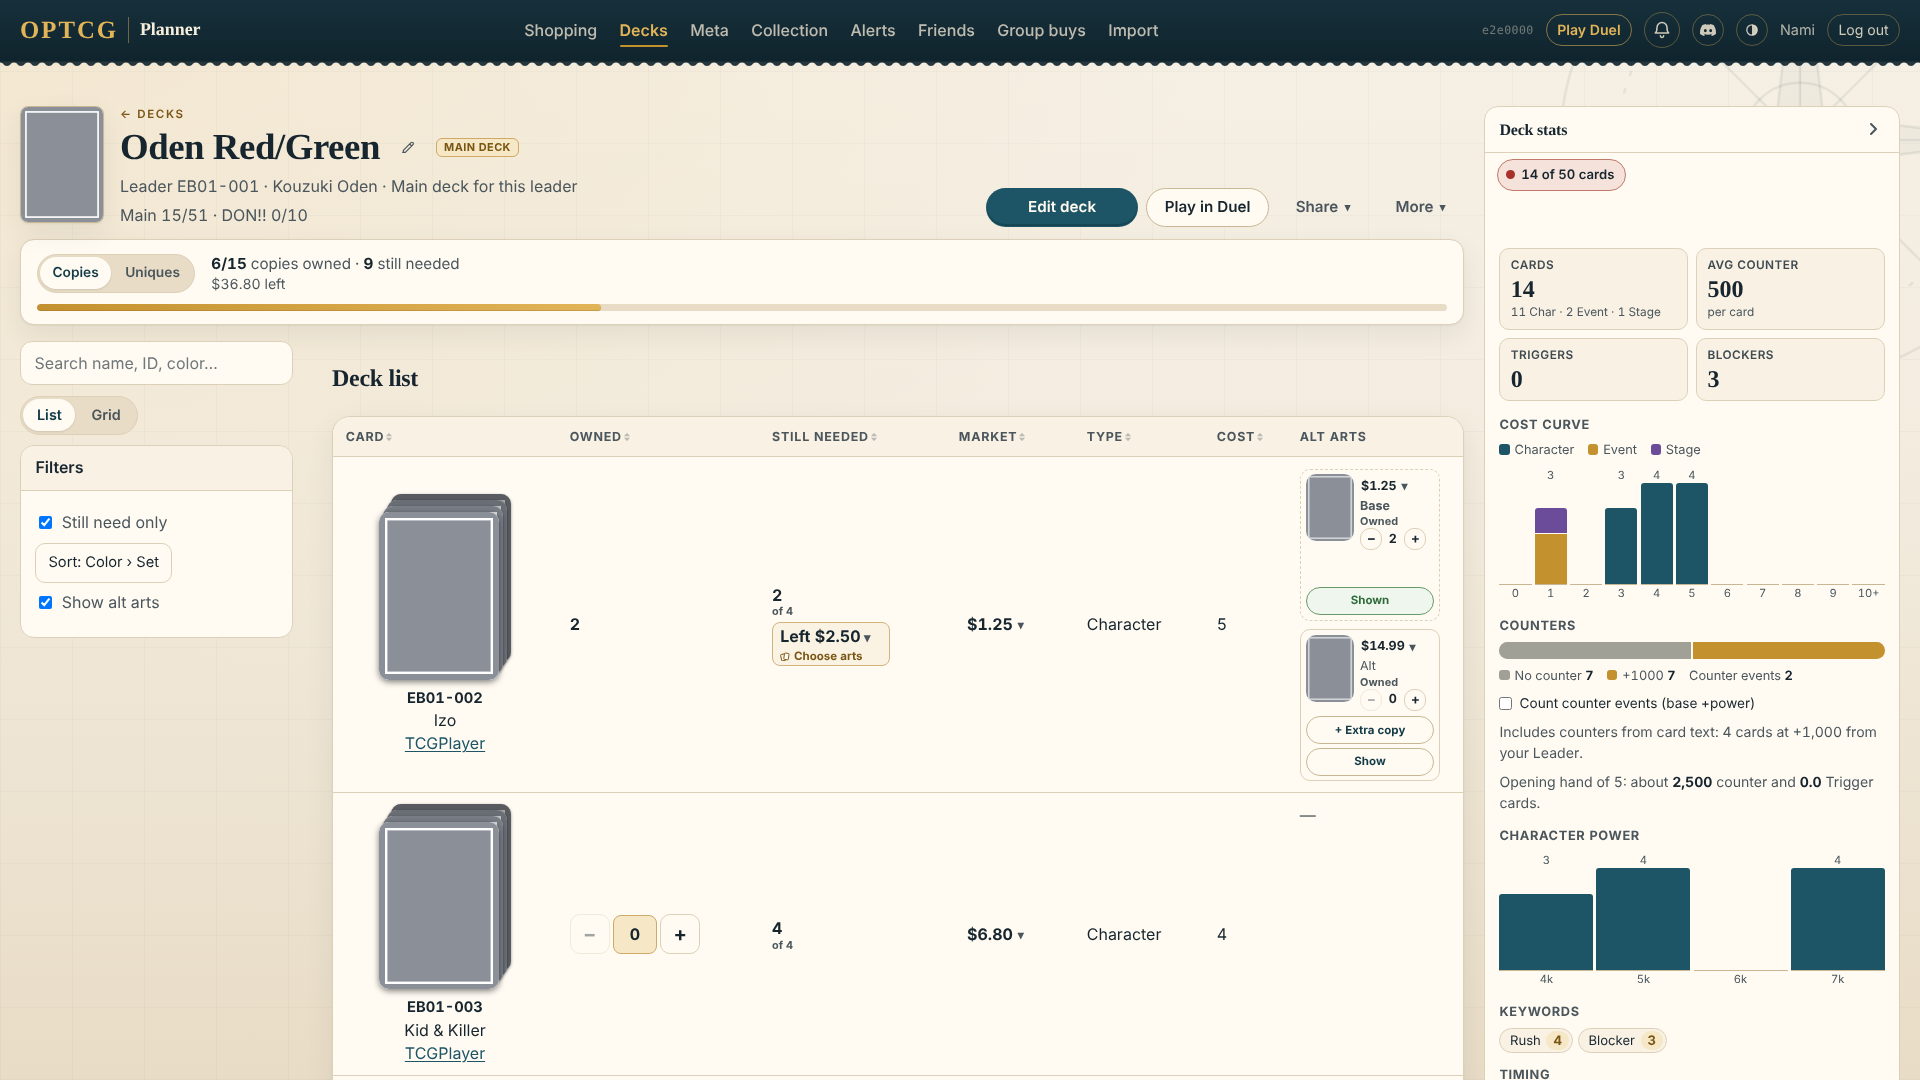 OPTCG Planner
Shopping Decks Meta Collection Alerts Friends Group buys Import
e2e0000 Play Duel Nami Log out
← DECKS
Oden Red/Green MAIN DECK
Leader EB01-001 · Kouzuki Oden · Main deck for this leader
Main 15/51 · DON!! 0/10
Edit deck Play in Duel Share ▾ More ▾
Copies Uniques
6/15 copies owned · 9 still needed
$36.80 left
Search name, ID, color...
List Grid
Filters
Still need only
Sort: Color › Set
Show alt arts
Deck list
CARD OWNED STILL NEEDED MARKET TYPE COST ALT ARTS
EB01-002
Izo
TCGPlayer
2
2
of 4
Left $2.50 ▾
Choose arts
$1.25 ▾
Character
5
$1.25 ▾
Base
Owned
− 2 +
Shown
$14.99 ▾
Alt
Owned
− 0 +
+ Extra copy
Show
EB01-003
Kid & Killer
TCGPlayer
− 0 +
4
of 4
$6.80 ▾
Character
4
—
Deck stats
14 of 50 cards
CARDS
14
11 Char · 2 Event · 1 Stage
AVG COUNTER
500
per card
TRIGGERS
0
BLOCKERS
3
COST CURVE
Character Event Stage
3 3 4 4
0 1 2 3 4 5 6 7 8 9 10+
COUNTERS
No counter 7 +1000 7 Counter events 2
Count counter events (base +power)
Includes counters from card text: 4 cards at +1,000 from
your Leader.
Opening hand of 5: about 2,500 counter and 0.0 Trigger
cards.
CHARACTER POWER
3 4 4
4k 5k 6k 7k
KEYWORDS
Rush 4 Blocker 3
TIMING